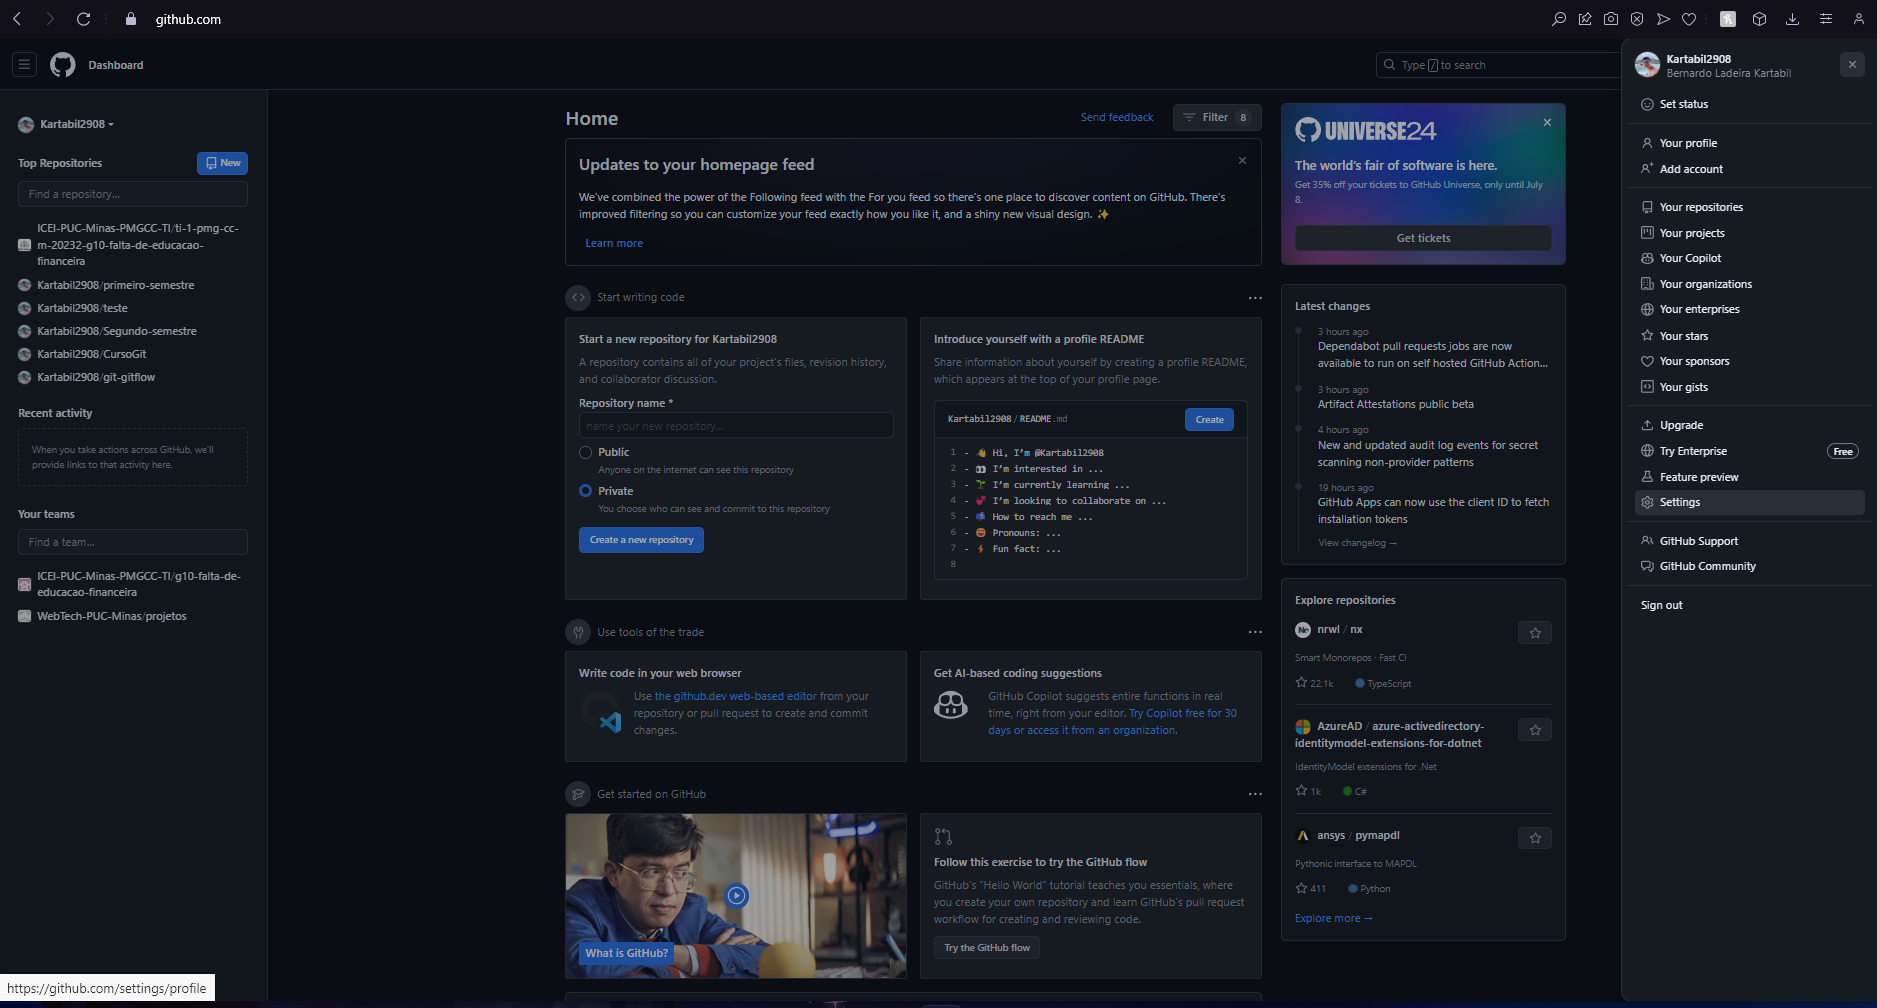 github.com
Dashboard
Type / to search
Kartabil2908
Bernardo Ladeira Kartabil
Set status
Your profile
Add account
Your repositories
Your projects
Your Copilot
Your organizations
Your enterprises
Your stars
Your sponsors
Your gists
Upgrade
Try Enterprise
Free
Feature preview
Settings
GitHub Support
GitHub Community
Sign out
Kartabil2908
Top Repositories
New
Find a repository...
ICEI-PUC-Minas-PMGCC-TI/ti-1-pmg-cc-
m-20232-g10-falta-de-educacao-
financeira
Kartabil2908/primeiro-semestre
Kartabil2908/teste
Kartabil2908/Segundo-semestre
Kartabil2908/CursoGit
Kartabil2908/git-gitflow
Recent activity
When you take actions across GitHub, we'll
provide links to that activity here.
Your teams
Find a team...
ICEI-PUC-Minas-PMGCC-TI/g10-falta-de-
educacao-financeira
WebTech-PUC-Minas/projetos
Home
Send feedback
Filter 8
Updates to your homepage feed
We've combined the power of the Following feed with the For you feed so there's one place to discover content on GitHub. There's
improved filtering so you can customize your feed exactly how you like it, and a shiny new visual design. ✨
Learn more
Start writing code
Start a new repository for Kartabil2908
A repository contains all of your project's files, revision history,
and collaborator discussion.
Repository name *
name your new repository...
Public
Anyone on the internet can see this repository
Private
You choose who can see and commit to this repository
Create a new repository
Introduce yourself with a profile README
Share information about yourself by creating a profile README,
which appears at the top of your profile page.
Kartabil2908 / README.md
Create
1 - 👋 Hi, I'm @Kartabil2908
2 - 👀 I'm interested in ...
3 - 🌱 I'm currently learning ...
4 - 💞️ I'm looking to collaborate on ...
5 - 📫 How to reach me ...
6 - 😄 Pronouns: ...
7 - ⚡ Fun fact: ...
8
Use tools of the trade
Write code in your web browser
Use the github.dev web-based editor from your
repository or pull request to create and commit
changes.
Get AI-based coding suggestions
GitHub Copilot suggests entire functions in real
time, right from your editor. Try Copilot free for 30
days or access it from an organization.
Get started on GitHub
What is GitHub?
Follow this exercise to try the GitHub flow
GitHub's "Hello World" tutorial teaches you essentials, where
you create your own repository and learn GitHub's pull request
workflow for creating and reviewing code.
Try the GitHub flow
UNIVERSE24
The world's fair of software is here.
Get 35% off your tickets to GitHub Universe, only until July
8.
Get tickets
Latest changes
3 hours ago
Dependabot pull requests jobs are now
available to run on self hosted GitHub Action...
3 hours ago
Artifact Attestations public beta
4 hours ago
New and updated audit log events for secret
scanning non-provider patterns
19 hours ago
GitHub Apps can now use the client ID to fetch
installation tokens
View changelog →
Explore repositories
nrwl / nx
Smart Monorepos · Fast CI
22.1k TypeScript
AzureAD / azure-activedirectory-
identitymodel-extensions-for-dotnet
IdentityModel extensions for .Net
1k C#
ansys / pymapdl
Pythonic interface to MAPDL
411 Python
Explore more →
https://github.com/settings/profile